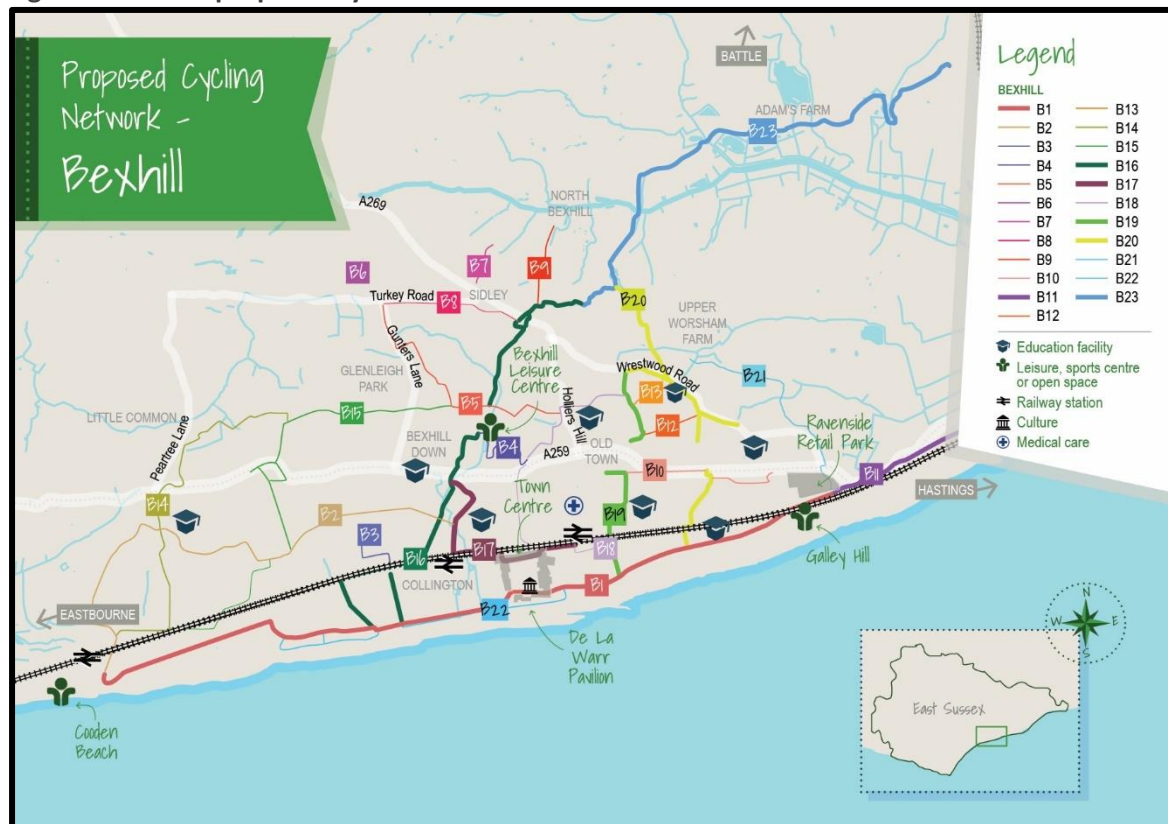 Proposed Cycling
Network -
Bexhill
BATTLE
ADAM'S FARM
B23
A269
NORTH
BEXHILL
B6
B7
B9
SIDLEY
Turkey Road
B8
B20
UPPER
WORSHAM
FARM
Gunters Lane
GLENLEIGH
PARK
Bexhill
Leisure
Centre
Wrestwood Road
B21
B13
LITTLE COMMON
Peartree Lane
B15
B5
Holliers Hill
B12
Ravenside
Retail Park
BEXHILL
DOWN
B4
A259
OLD
TOWN
B10
B11
HASTINGS
B14
B2
Town
Centre
B19
B3
B16
B17
B18
Galley Hill
COLLINGTON
EASTBOURNE
B22
B1
De La
Warr
Pavilion
Cooden
Beach
Legend
BEXHILL
B1
B2
B3
B4
B5
B6
B7
B8
B9
B10
B11
B12
B13
B14
B15
B16
B17
B18
B19
B20
B21
B22
B23
Education facility
Leisure, sports centre
or open space
Railway station
Culture
Medical care
N
W E
S
East Sussex